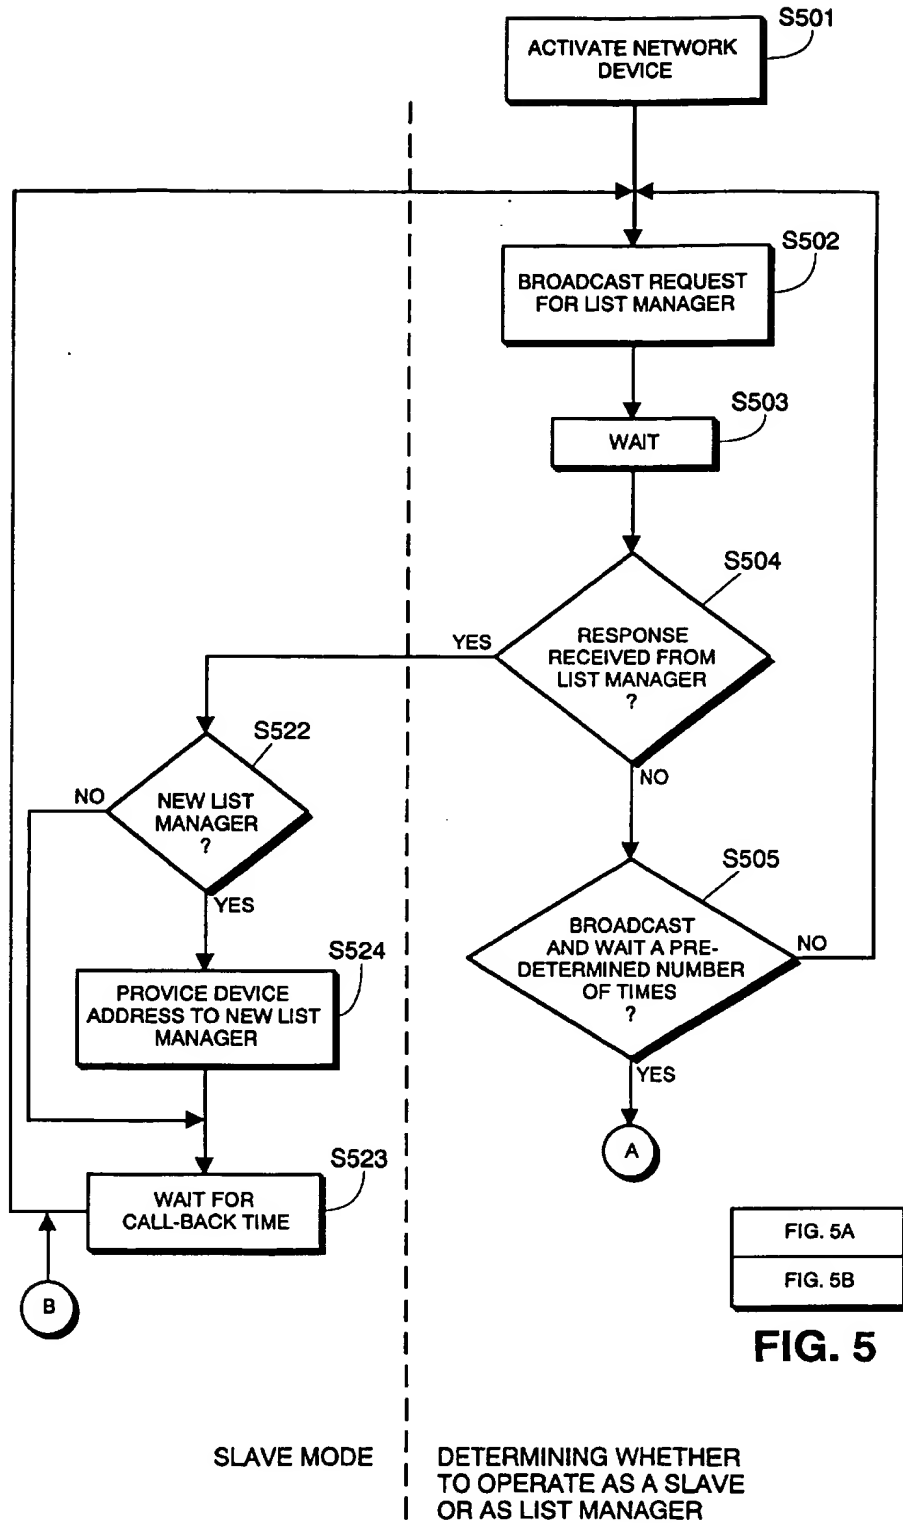 S501
ACTIVATE NETWORK
DEVICE
S502
BROADCAST REQUEST
FOR LIST MANAGER
S503
WAIT
S504
RESPONSE
RECEIVED FROM
LIST MANAGER
?
YES
NO
S522
NEW LIST
MANAGER
?
NO
YES
S505
BROADCAST
AND WAIT A PRE-
DETERMINED NUMBER
OF TIMES
?
NO
YES
S524
PROVICE DEVICE
ADDRESS TO NEW LIST
MANAGER
A
S523
WAIT FOR
CALL-BACK TIME
B
FIG. 5A
FIG. 5B
FIG. 5
SLAVE MODE
DETERMINING WHETHER
TO OPERATE AS A SLAVE
OR AS LIST MANAGER